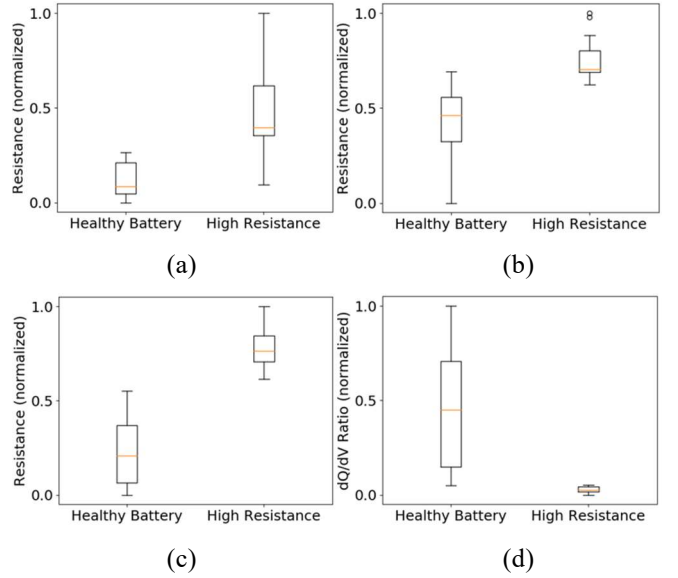 1.0
0.5
0.0
Resistance (normalized)
Healthy Battery
High Resistance
(a)
1.0
0.5
0.0
Resistance (normalized)
Healthy Battery
High Resistance
(b)
1.0
0.5
0.0
Resistance (normalized)
Healthy Battery
High Resistance
(c)
1.0
0.5
0.0
dQ/dV Ratio (normalized)
Healthy Battery
High Resistance
(d)